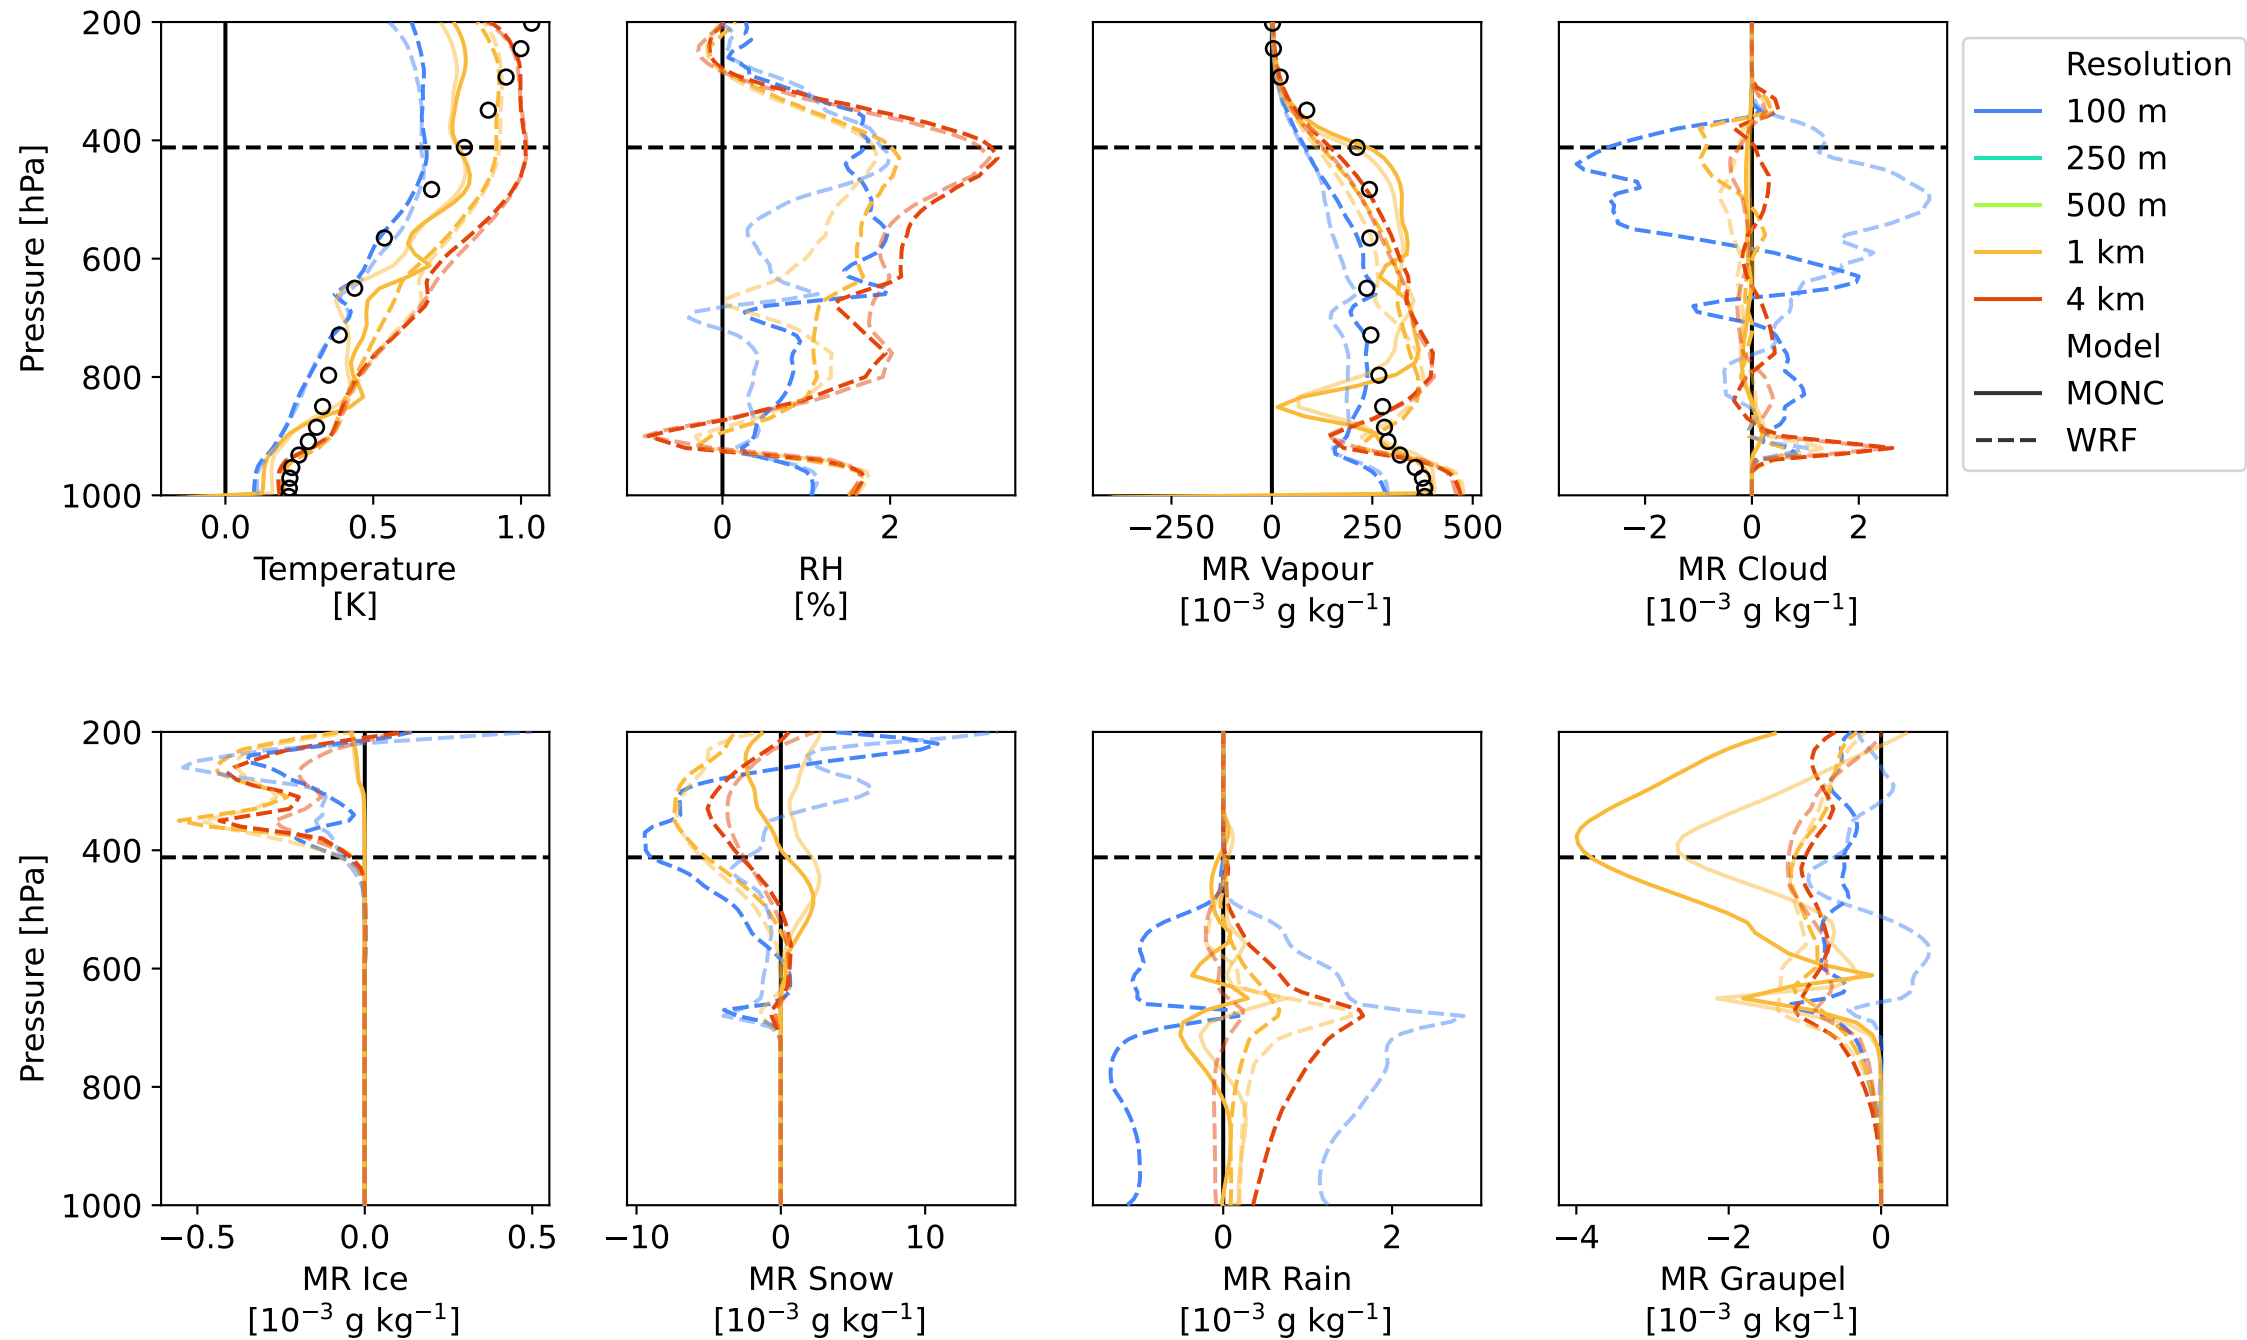 200
400
600
800
1000
Pressure [hPa]
0.0 0.5 1.0
Temperature
[K]
0 2
RH
[%]
−250 0 250 500
MR Vapour
[10⁻³ g kg⁻¹]
−2 0 2
MR Cloud
[10⁻³ g kg⁻¹]
Resolution
100 m
250 m
500 m
1 km
4 km
Model
MONC
WRF
200
400
600
800
1000
Pressure [hPa]
−0.5 0.0 0.5
MR Ice
[10⁻³ g kg⁻¹]
−10 0 10
MR Snow
[10⁻³ g kg⁻¹]
0 2
MR Rain
[10⁻³ g kg⁻¹]
−4 −2 0
MR Graupel
[10⁻³ g kg⁻¹]